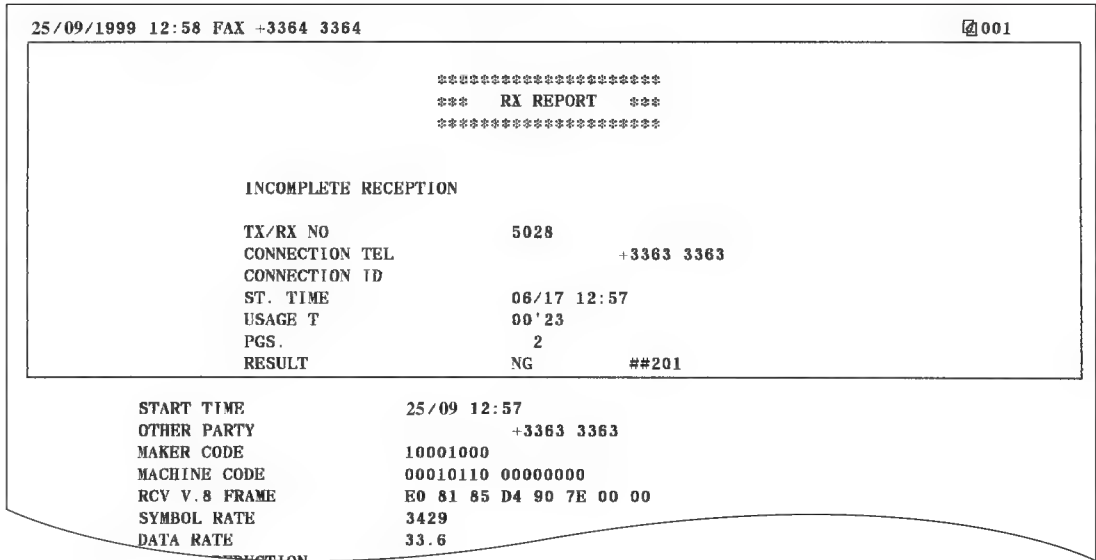 25/09/1999 12:58 FAX +3364 3364 001
*********************
*** RX REPORT ***
*********************
INCOMPLETE RECEPTION
TX/RX NO 5028
CONNECTION TEL +3363 3363
CONNECTION ID
ST. TIME 06/17 12:57
USAGE T 00'23
PGS. 2
RESULT NG ##201
START TIME 25/09 12:57
OTHER PARTY +3363 3363
MAKER CODE 10001000
MACHINE CODE 00010110 00000000
RCV V.8 FRAME E0 81 85 D4 90 7E 00 00
SYMBOL RATE 3429
DATA RATE 33.6